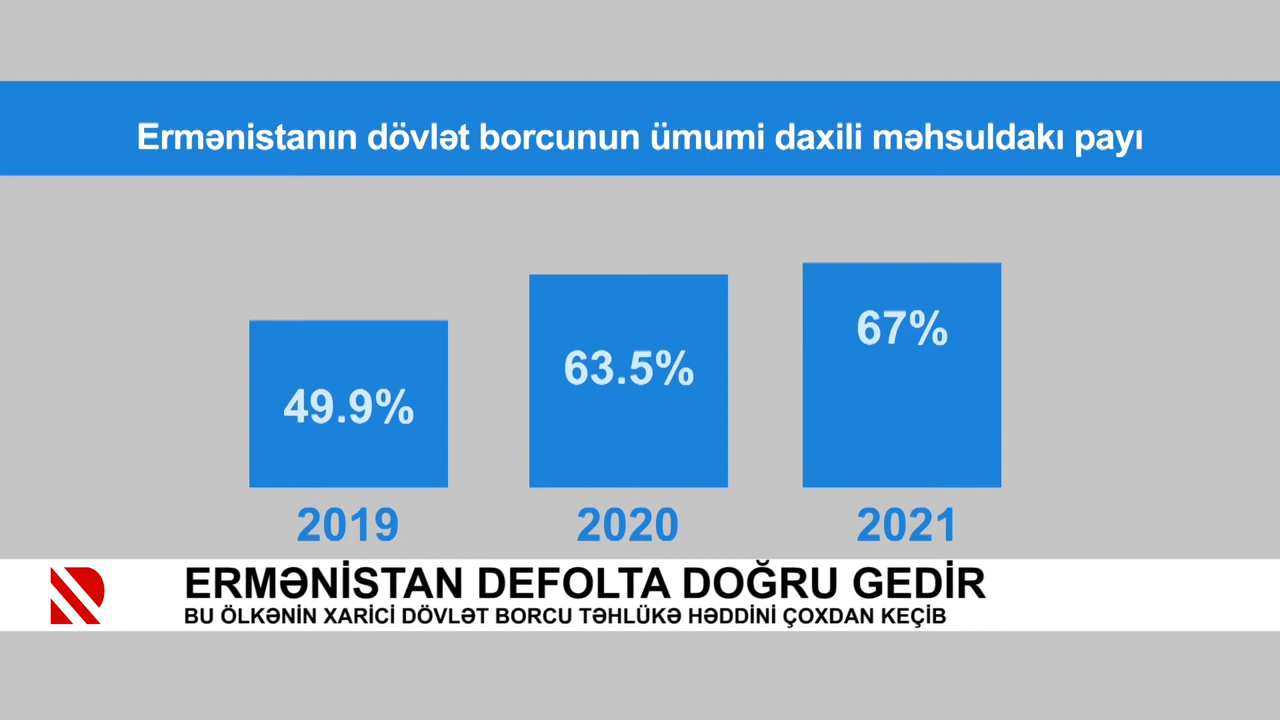 Ermənistanın dövlət borcunun ümumi daxili məhsuldakı payı
49.9%
63.5%
67%
2019
2020
2021
ERMƏNİSTAN DEFOLTA DOĞRU GEDİR
BU ÖLKƏNİN XARİCİ DÖVLƏT BORCU TƏHLÜKƏ HƏDDİNİ ÇOXDAN KEÇİB